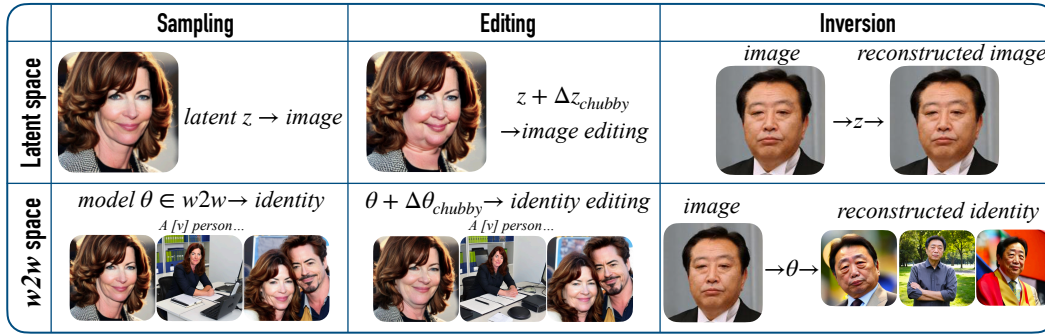 Sampling
Editing
Inversion
Latent space
latent z → image
z + Δz_chubby
→image editing
image
reconstructed image
→z→
w2w space
model θ ∈ w2w→ identity
A [v] person…
θ + Δθ_chubby→ identity editing
A [v] person…
image
reconstructed identity
→θ→